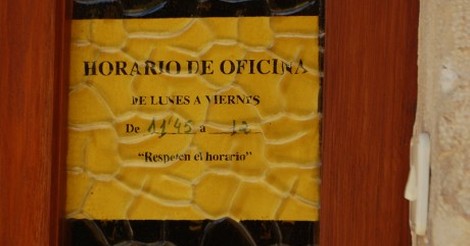 HORARIO DE OFICINA
DE LUNES A VIERNES
De 11'45 a 12
“Respeten el horario”